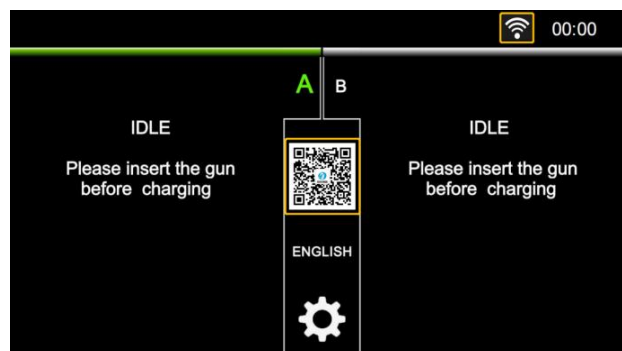 00:00
A
B
IDLE
Please insert the gun
before charging
IDLE
Please insert the gun
before charging
ENGLISH